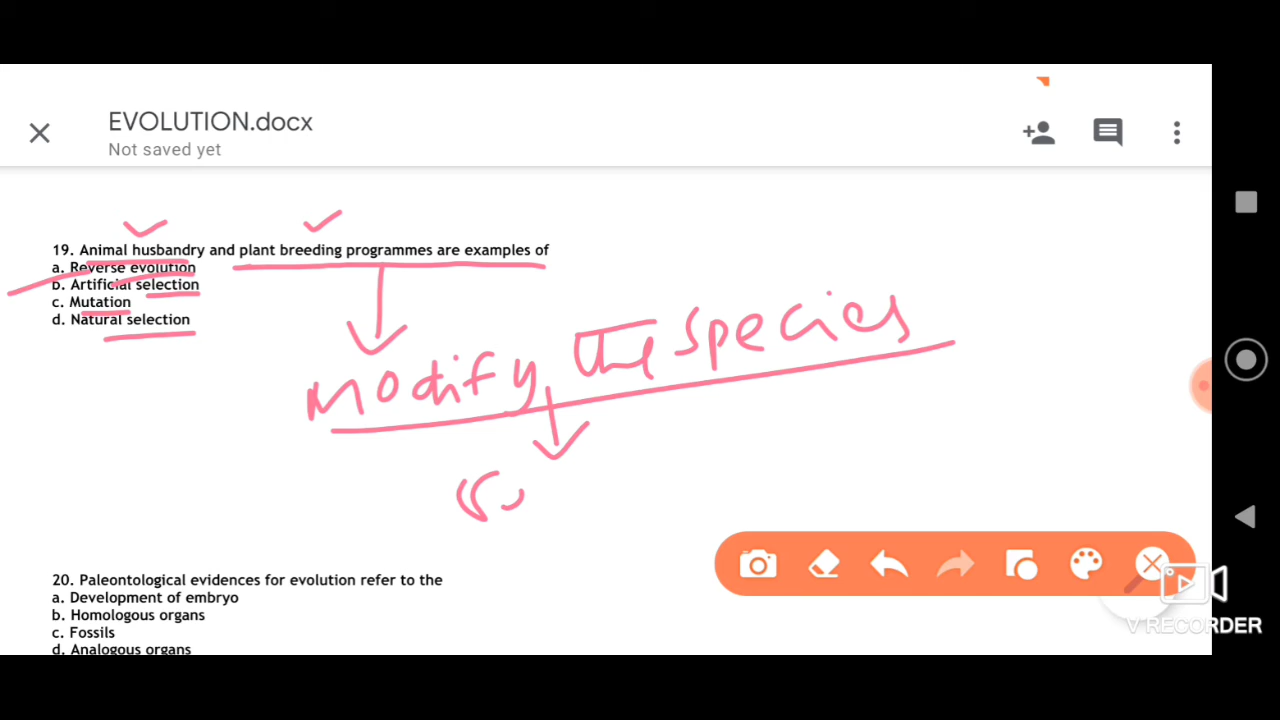 EVOLUTION.docx
Not saved yet
19. Animal husbandry and plant breeding programmes are examples of
a. Reverse evolution
b. Artificial selection
c. Mutation
d. Natural selection
Modify the species
20. Paleontological evidences for evolution refer to the
a. Development of embryo
b. Homologous organs
c. Fossils
d. Analogous organs
V RECORDER